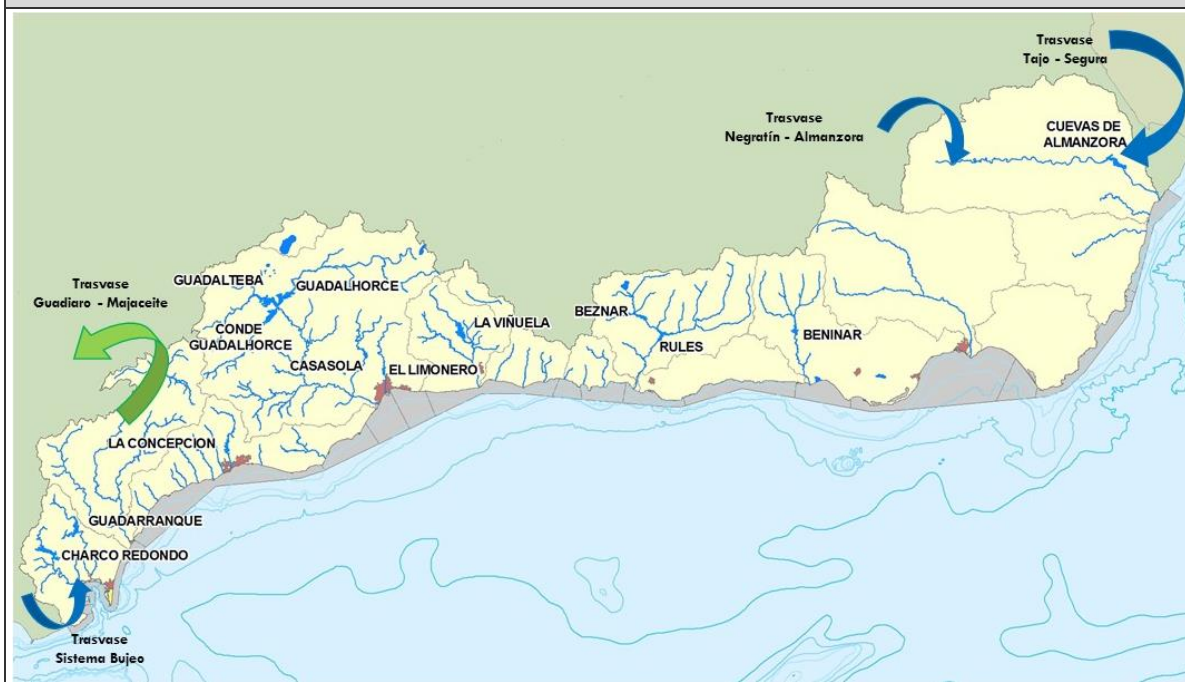 Trasvase
Tajo - Segura
Trasvase
Negratín - Almanzora
CUEVAS DE
ALMANZORA
Trasvase
Guadiaro - Majaceite
GUADALTEBA
GUADALHORCE
CONDE
GUADALHORCE
CASASOLA
EL LIMONERO
LA VIÑUELA
BEZNAR
RULES
BENINAR
LA CONCEPCION
GUADARRANQUE
CHARCO REDONDO
Trasvase
Sistema Bujeo